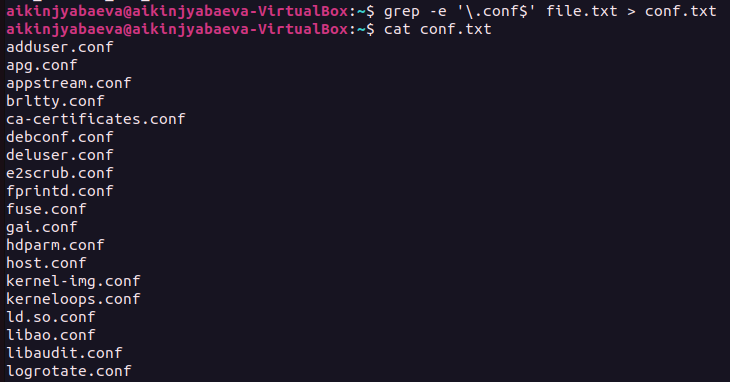 aikinjyabaeva@aikinjyabaeva-VirtualBox:~$ grep -e '\.conf$' file.txt > conf.txt
aikinjyabaeva@aikinjyabaeva-VirtualBox:~$ cat conf.txt
adduser.conf
apg.conf
appstream.conf
brltty.conf
ca-certificates.conf
debconf.conf
deluser.conf
e2scrub.conf
fprintd.conf
fuse.conf
gai.conf
hdparm.conf
host.conf
kernel-img.conf
kerneloops.conf
ld.so.conf
libao.conf
libaudit.conf
logrotate.conf